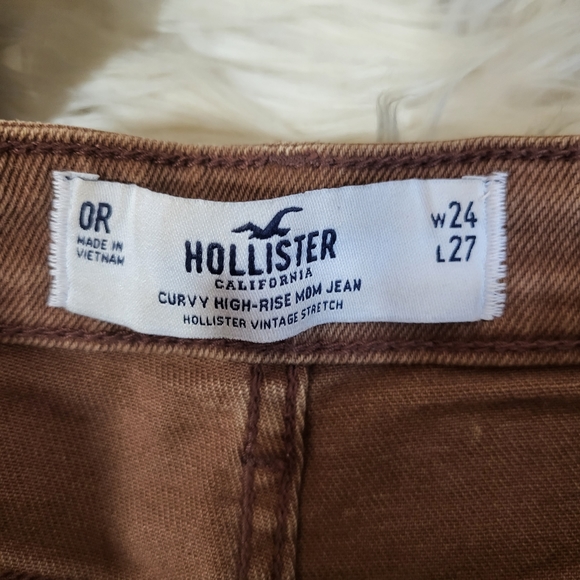 0R
MADE IN
VIETNAM
HOLLISTER
CALIFORNIA
CURVY HIGH-RISE MOM JEAN
HOLLISTER VINTAGE STRETCH
W24
L27